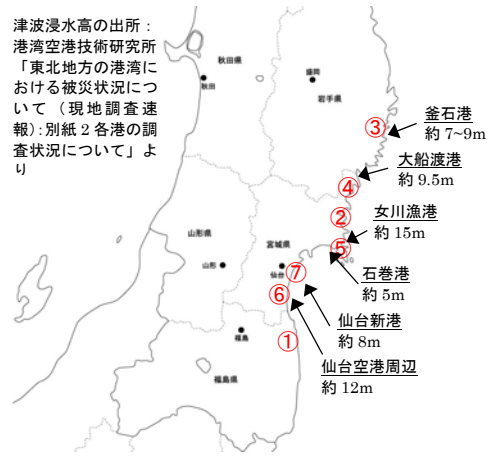 津波浸水高の出所：
港湾空港技術研究所
「東北地方の港湾に
おける被災状況につ
いて（現地調査速
報）:別紙２各港の調
査状況について」よ
り
秋田県
盛岡
秋田
岩手県
③
釜石港
約 7~9m
大船渡港
約 9.5m
④
②
女川漁港
約 15m
山形県
宮城県
⑤
山形
仙台
⑦
石巻港
約 5m
⑥
仙台新港
約 8m
①
福島
仙台空港周辺
約 12m
福島県